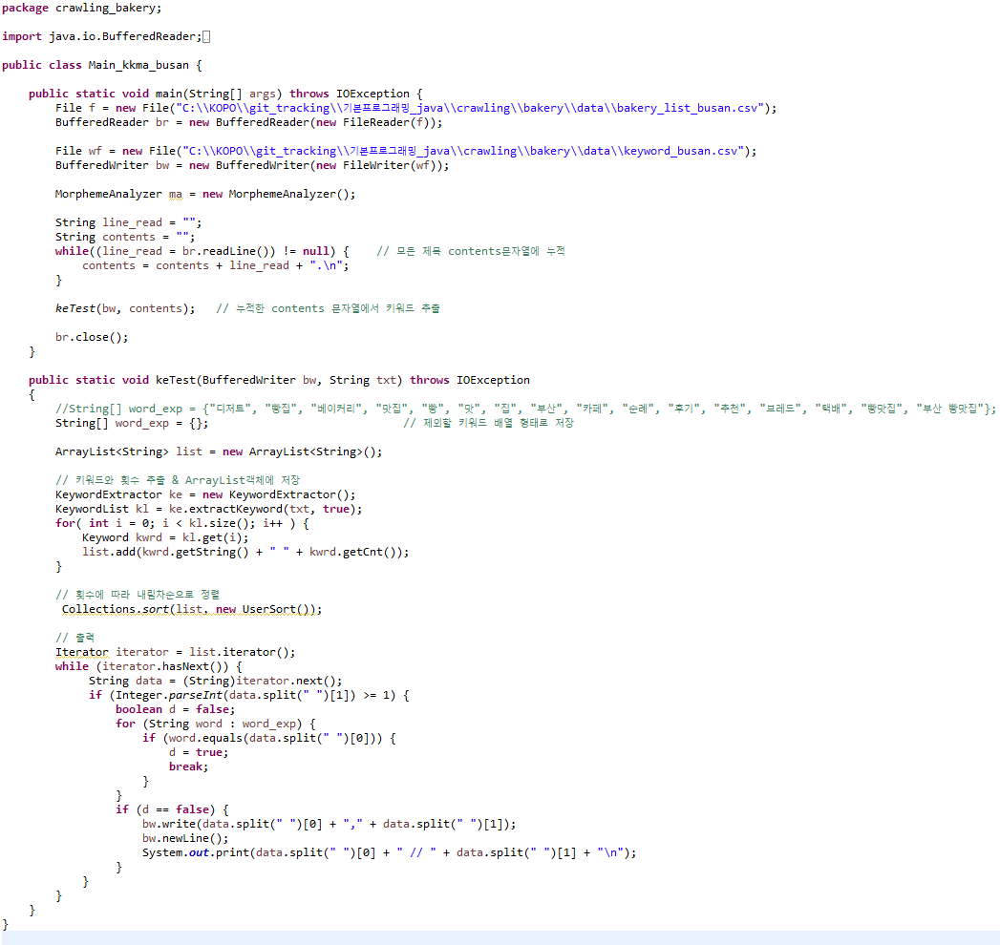 package crawling_bakery;
import java.io.BufferedReader;
public class Main_kkma_busan {
public static void main(String[] args) throws IOException {
File f = new File("C:\\KOPO\\git_tracking\\기본프로그래밍_java\\crawling\\bakery\\data\\bakery_list_busan.csv");
BufferedReader br = new BufferedReader(new FileReader(f));
File wf = new File("C:\\KOPO\\git_tracking\\기본프로그래밍_java\\crawling\\bakery\\data\\keyword_busan.csv");
BufferedWriter bw = new BufferedWriter(new FileWriter(wf));
MorphemeAnalyzer ma = new MorphemeAnalyzer();
String line_read = "";
String contents = "";
while((line_read = br.readLine()) != null) { // 모든 제목 contents문자열에 누적
contents = contents + line_read + ".\n";
}
keTest(bw, contents); // 누적한 contents 문자열에서 키워드 추출
br.close();
}
public static void keTest(BufferedWriter bw, String txt) throws IOException
{
//String[] word_exp = {"디저트", "빵집", "베이커리", "맛집", "빵", "맛", "집", "부산", "카페", "순례", "후기", "추천", "브레드", "택배", "빵맛집", "부산 빵맛집"};
String[] word_exp = {}; // 제외할 키워드 배열 형태로 저장
ArrayList<String> list = new ArrayList<String>();
// 키워드와 횟수 추출 & ArrayList객체에 저장
KeywordExtractor ke = new KeywordExtractor();
KeywordList kl = ke.extractKeyword(txt, true);
for( int i = 0; i < kl.size(); i++ ) {
Keyword kwrd = kl.get(i);
list.add(kwrd.getString() + " " + kwrd.getCnt());
}
// 횟수에 따라 내림차순으로 정렬
Collections.sort(list, new UserSort());
// 출력
Iterator iterator = list.iterator();
while (iterator.hasNext()) {
String data = (String)iterator.next();
if (Integer.parseInt(data.split(" ")[1]) >= 1) {
boolean d = false;
for (String word : word_exp) {
if (word.equals(data.split(" ")[0])) {
d = true;
break;
}
}
if (d == false) {
bw.write(data.split(" ")[0] + "," + data.split(" ")[1]);
bw.newLine();
System.out.print(data.split(" ")[0] + " // " + data.split(" ")[1] + "\n");
}
}
}
}
}